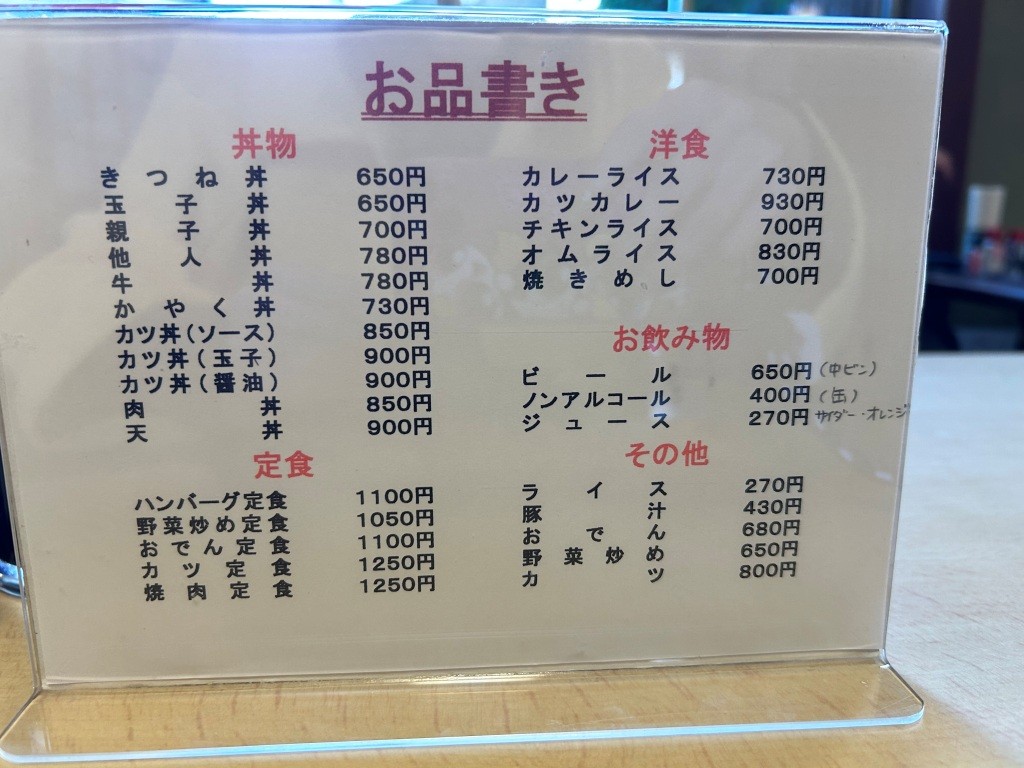 お品書き
丼物
きつね丼 650円
玉子丼 650円
親子丼 700円
他人丼 780円
牛丼 780円
かやく丼 730円
カツ丼(ソース) 850円
カツ丼(玉子) 900円
カツ丼(醤油) 900円
肉丼 850円
天丼 900円
定食
ハンバーグ定食 1100円
野菜炒め定食 1050円
おでん定食 1100円
カツ定食 1250円
焼肉定食 1250円
洋食
カレーライス 730円
カツカレー 930円
チキンライス 700円
オムライス 830円
焼きめし 700円
お飲み物
ビール 650円(中ビン)
ノンアルコール 400円(缶)
ジュース 270円サイダー・オレンジ
その他
ライス 270円
豚汁 430円
おでん 680円
野菜炒め 650円
カツ 800円